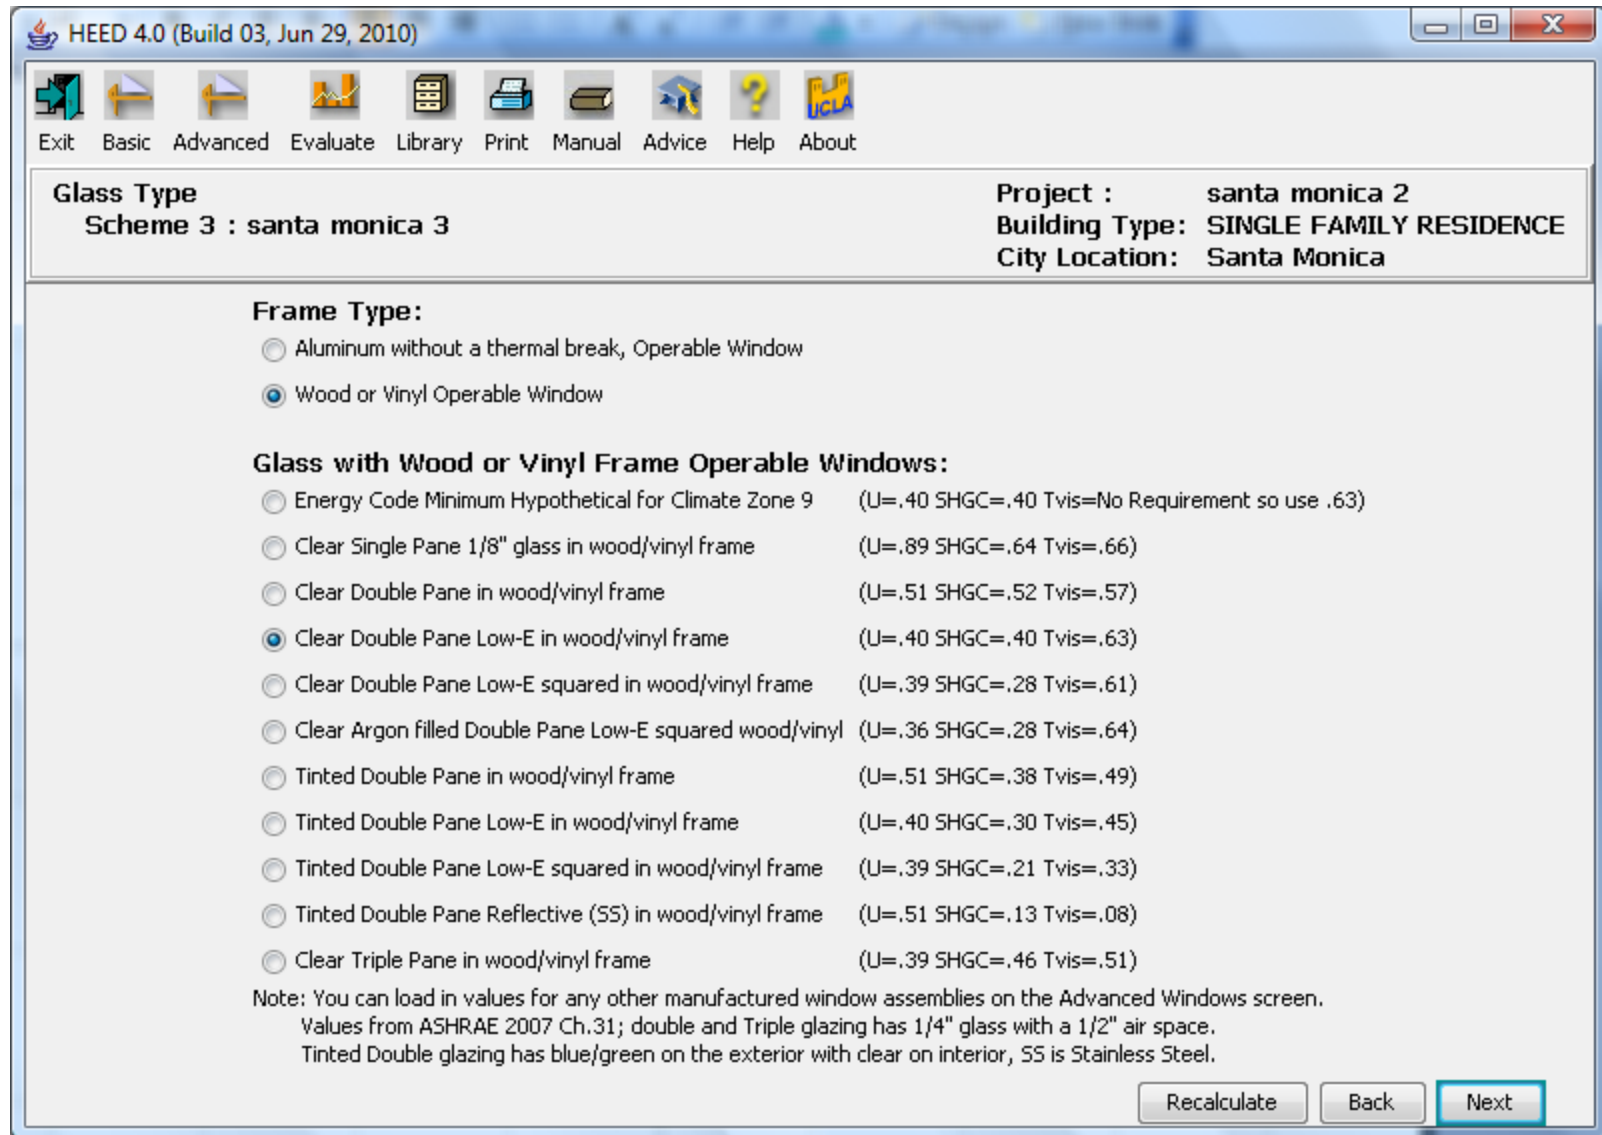 HEED 4.0 (Build 03, Jun 29, 2010)
UCLA
Exit Basic Advanced Evaluate Library Print Manual Advice Help About
Glass Type
Scheme 3 : santa monica 3
Project : santa monica 2
Building Type: SINGLE FAMILY RESIDENCE
City Location: Santa Monica
Frame Type:
Aluminum without a thermal break, Operable Window
Wood or Vinyl Operable Window
Glass with Wood or Vinyl Frame Operable Windows:
Energy Code Minimum Hypothetical for Climate Zone 9 (U=.40 SHGC=.40 Tvis=No Requirement so use .63)
Clear Single Pane 1/8" glass in wood/vinyl frame (U=.89 SHGC=.64 Tvis=.66)
Clear Double Pane in wood/vinyl frame (U=.51 SHGC=.52 Tvis=.57)
Clear Double Pane Low-E in wood/vinyl frame (U=.40 SHGC=.40 Tvis=.63)
Clear Double Pane Low-E squared in wood/vinyl frame (U=.39 SHGC=.28 Tvis=.61)
Clear Argon filled Double Pane Low-E squared wood/vinyl (U=.36 SHGC=.28 Tvis=.64)
Tinted Double Pane in wood/vinyl frame (U=.51 SHGC=.38 Tvis=.49)
Tinted Double Pane Low-E in wood/vinyl frame (U=.40 SHGC=.30 Tvis=.45)
Tinted Double Pane Low-E squared in wood/vinyl frame (U=.39 SHGC=.21 Tvis=.33)
Tinted Double Pane Reflective (SS) in wood/vinyl frame (U=.51 SHGC=.13 Tvis=.08)
Clear Triple Pane in wood/vinyl frame (U=.39 SHGC=.46 Tvis=.51)
Note: You can load in values for any other manufactured window assemblies on the Advanced Windows screen.
Values from ASHRAE 2007 Ch.31; double and Triple glazing has 1/4" glass with a 1/2" air space.
Tinted Double glazing has blue/green on the exterior with clear on interior, SS is Stainless Steel.
Recalculate Back Next